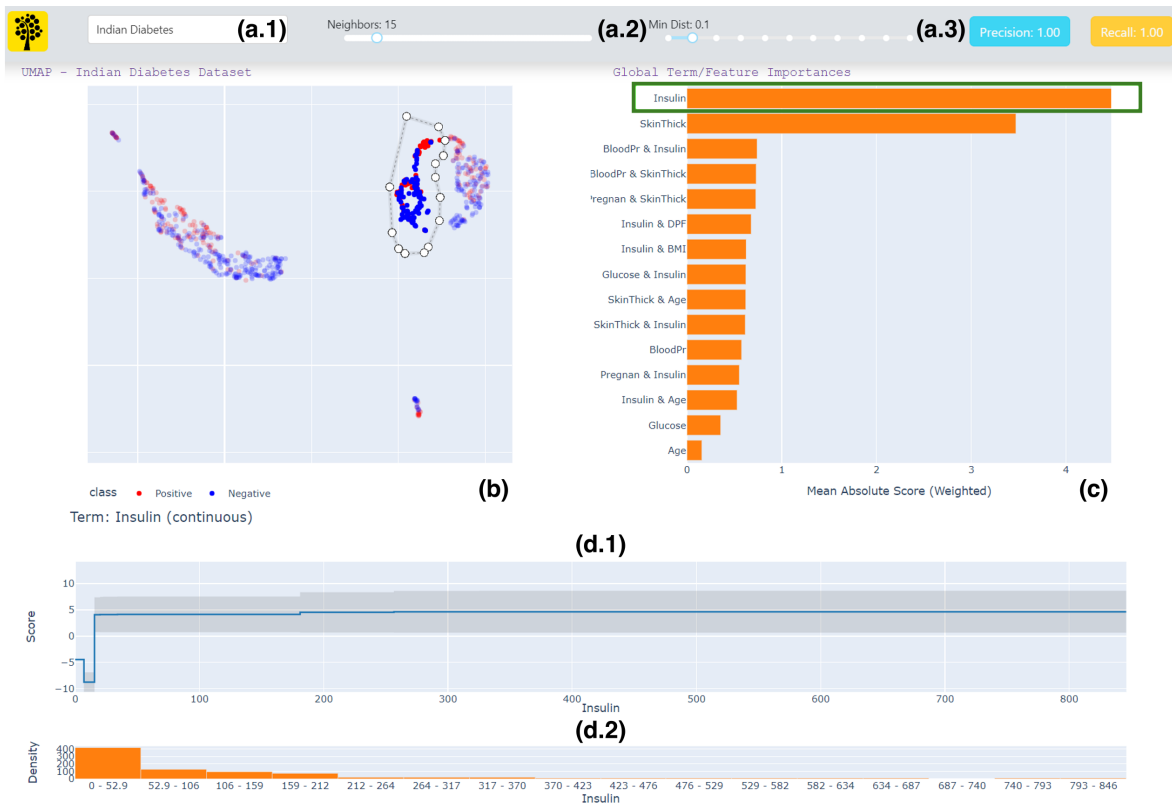 Indian Diabetes
(a.1)
Neighbors: 15
(a.2)
Min Dist: 0.1
(a.3)
Precision: 1.00
Recall: 1.00
UMAP - Indian Diabetes Dataset
Global Term/Feature Importances
Insulin
SkinThick
BloodPr & Insulin
BloodPr & SkinThick
Pregnan & SkinThick
Insulin & DPF
Insulin & BMI
Glucose & Insulin
SkinThick & Age
SkinThick & Insulin
BloodPr
Pregnan & Insulin
Insulin & Age
Glucose
Age
0 1 2 3 4
Mean Absolute Score (Weighted)
class Positive Negative
(b)
(c)
Term: Insulin (continuous)
(d.1)
Score
10
5
0
−5
−10
0 100 200 300 400 500 600 700 800
Insulin
(d.2)
Density
400
300
200
100
0
0 - 52.9 52.9 - 106 106 - 159 159 - 212 212 - 264 264 - 317 317 - 370 370 - 423 423 - 476 476 - 529 529 - 582 582 - 634 634 - 687 687 - 740 740 - 793 793 - 846
Insulin